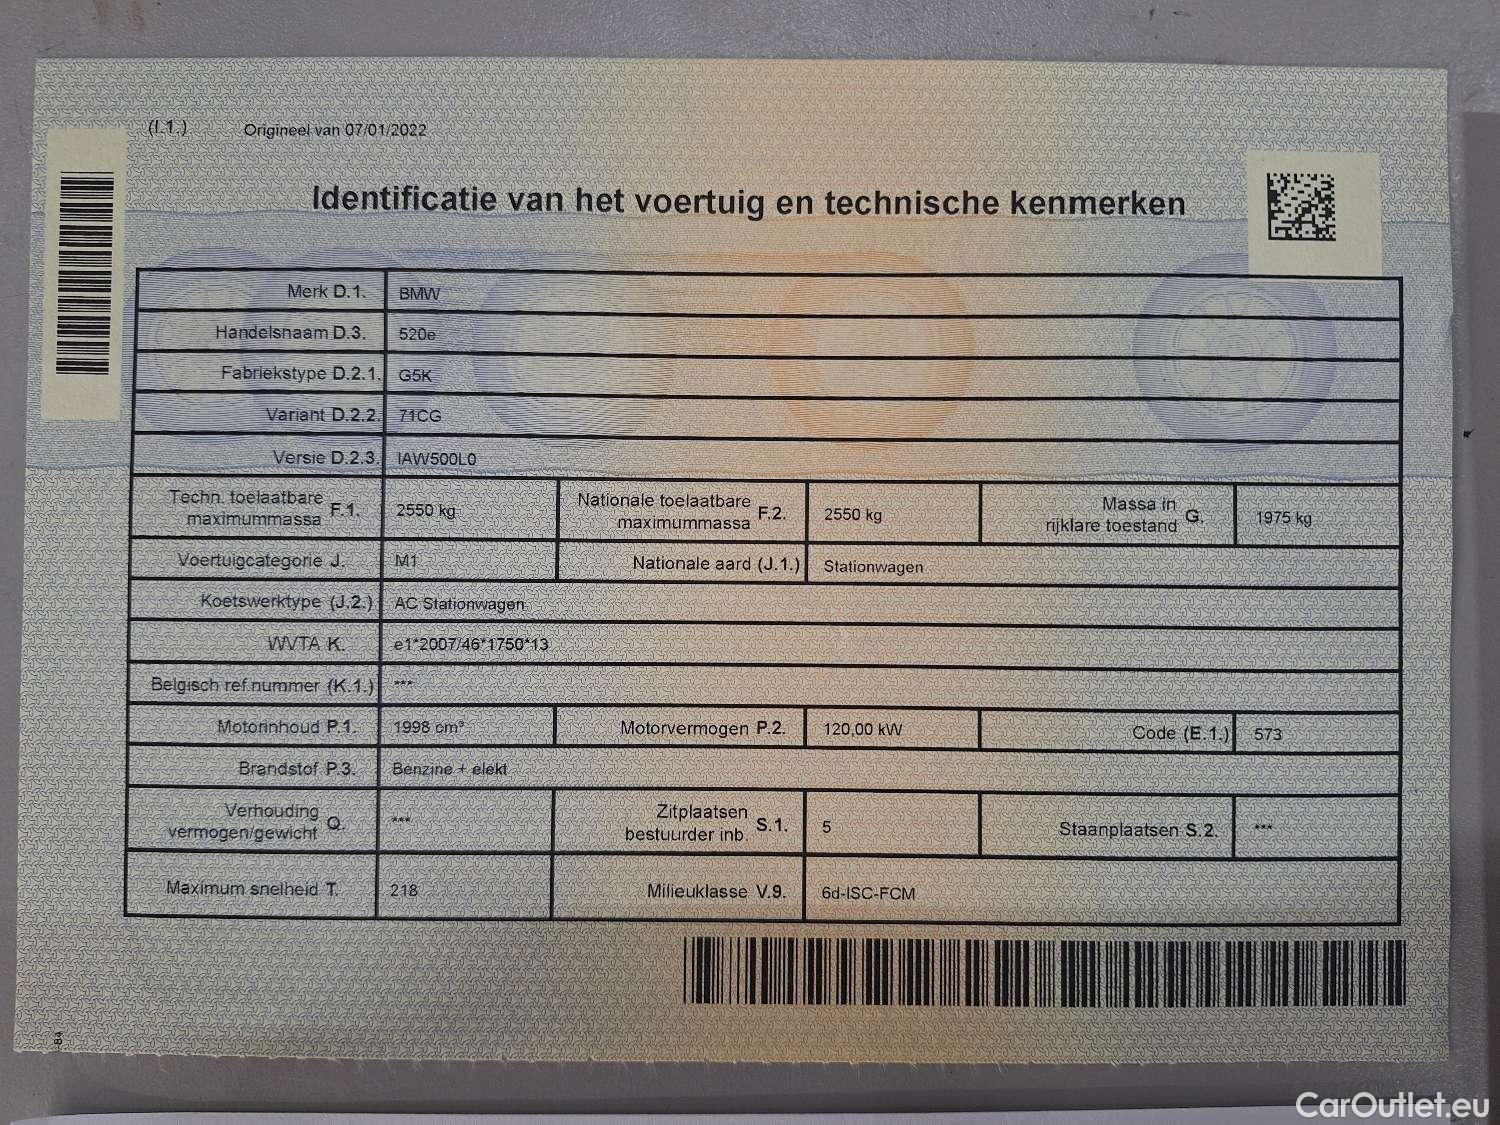 (I.1.) Origineel van 07/01/2022
Identificatie van het voertuig en technische kenmerken
Merk D.1. BMW
Handelsnaam D.3. 520e
Fabriekstype D.2.1. G5K
Variant D.2.2. 71CG
Versie D.2.3. IAW500L0
Techn. toelaatbare maximummassa F.1. 2550 kg Nationale toelaatbare maximummassa F.2. 2550 kg Massa in rijklare toestand G. 1975 kg
Voertuigcategorie J. M1 Nationale aard (J.1.) Stationwagen
Koetswerktype (J.2.) AC Stationwagen
WVTA K. e1*2007/46*1750*13
Belgisch ref.nummer (K.1.) ***
Motorinhoud P.1. 1998 cm³ Motorvermogen P.2. 120,00 kW Code (E.1.) 573
Brandstof P.3. Benzine + elekt
Verhouding vermogen/gewicht Q. *** Zitplaatsen bestuurder inb. S.1. 5 Staanplaatsen S.2. ***
Maximum snelheid T. 218 Milieuklasse V.9. 6d-ISC-FCM
CarOutlet.eu